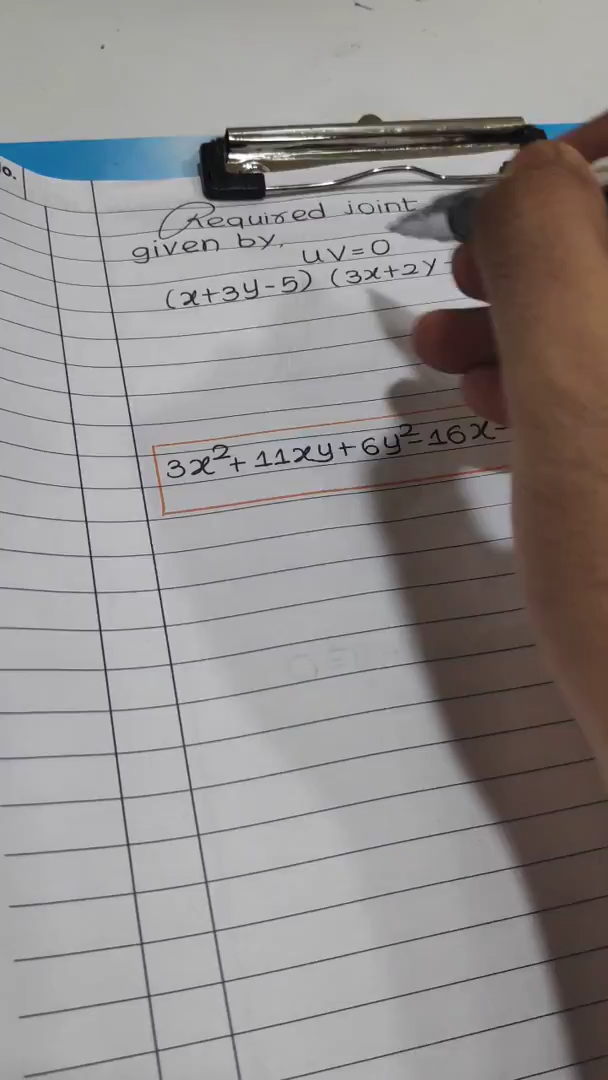 o.
Required joint
given by,
uv=0
(x+3y-5) (3x+2y-
3x²+11xy+6y²-16x-